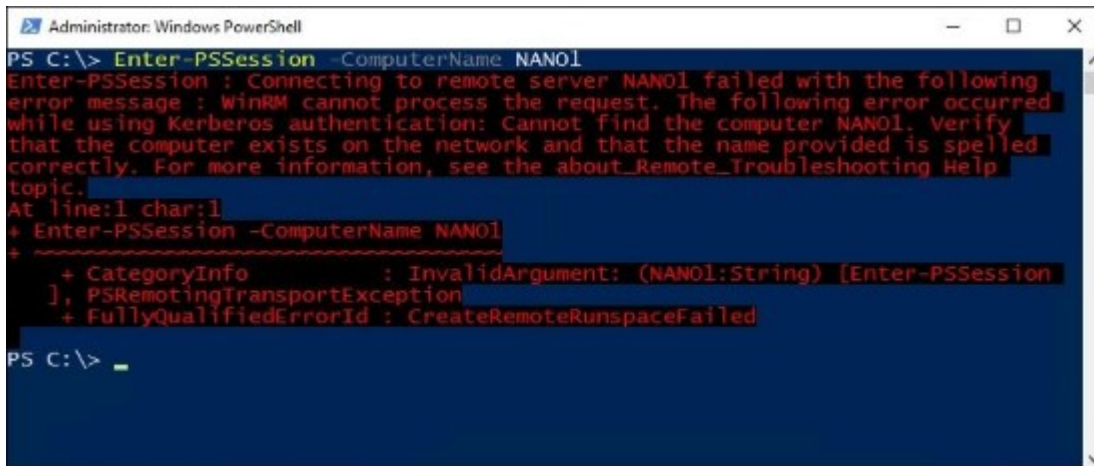 Administrator: Windows PowerShell
PS C:\> Enter-PSSession -ComputerName NANO1
Enter-PSSession : Connecting to remote server NANO1 failed with the following
error message : WinRM cannot process the request. The following error occurred
while using Kerberos authentication: Cannot find the computer NANO1. Verify
that the computer exists on the network and that the name provided is spelled
correctly. For more information, see the about_Remote_Troubleshooting Help
topic.
At line:1 char:1
+ Enter-PSSession -ComputerName NANO1
+ ~~~~~~~~~~~~~~~~~~~~~~~~~~~~~~~~~~~
    + CategoryInfo          : InvalidArgument: (NANO1:String) [Enter-PSSession
   ], PSRemotingTransportException
    + FullyQualifiedErrorId : CreateRemoteRunspaceFailed
PS C:\> _